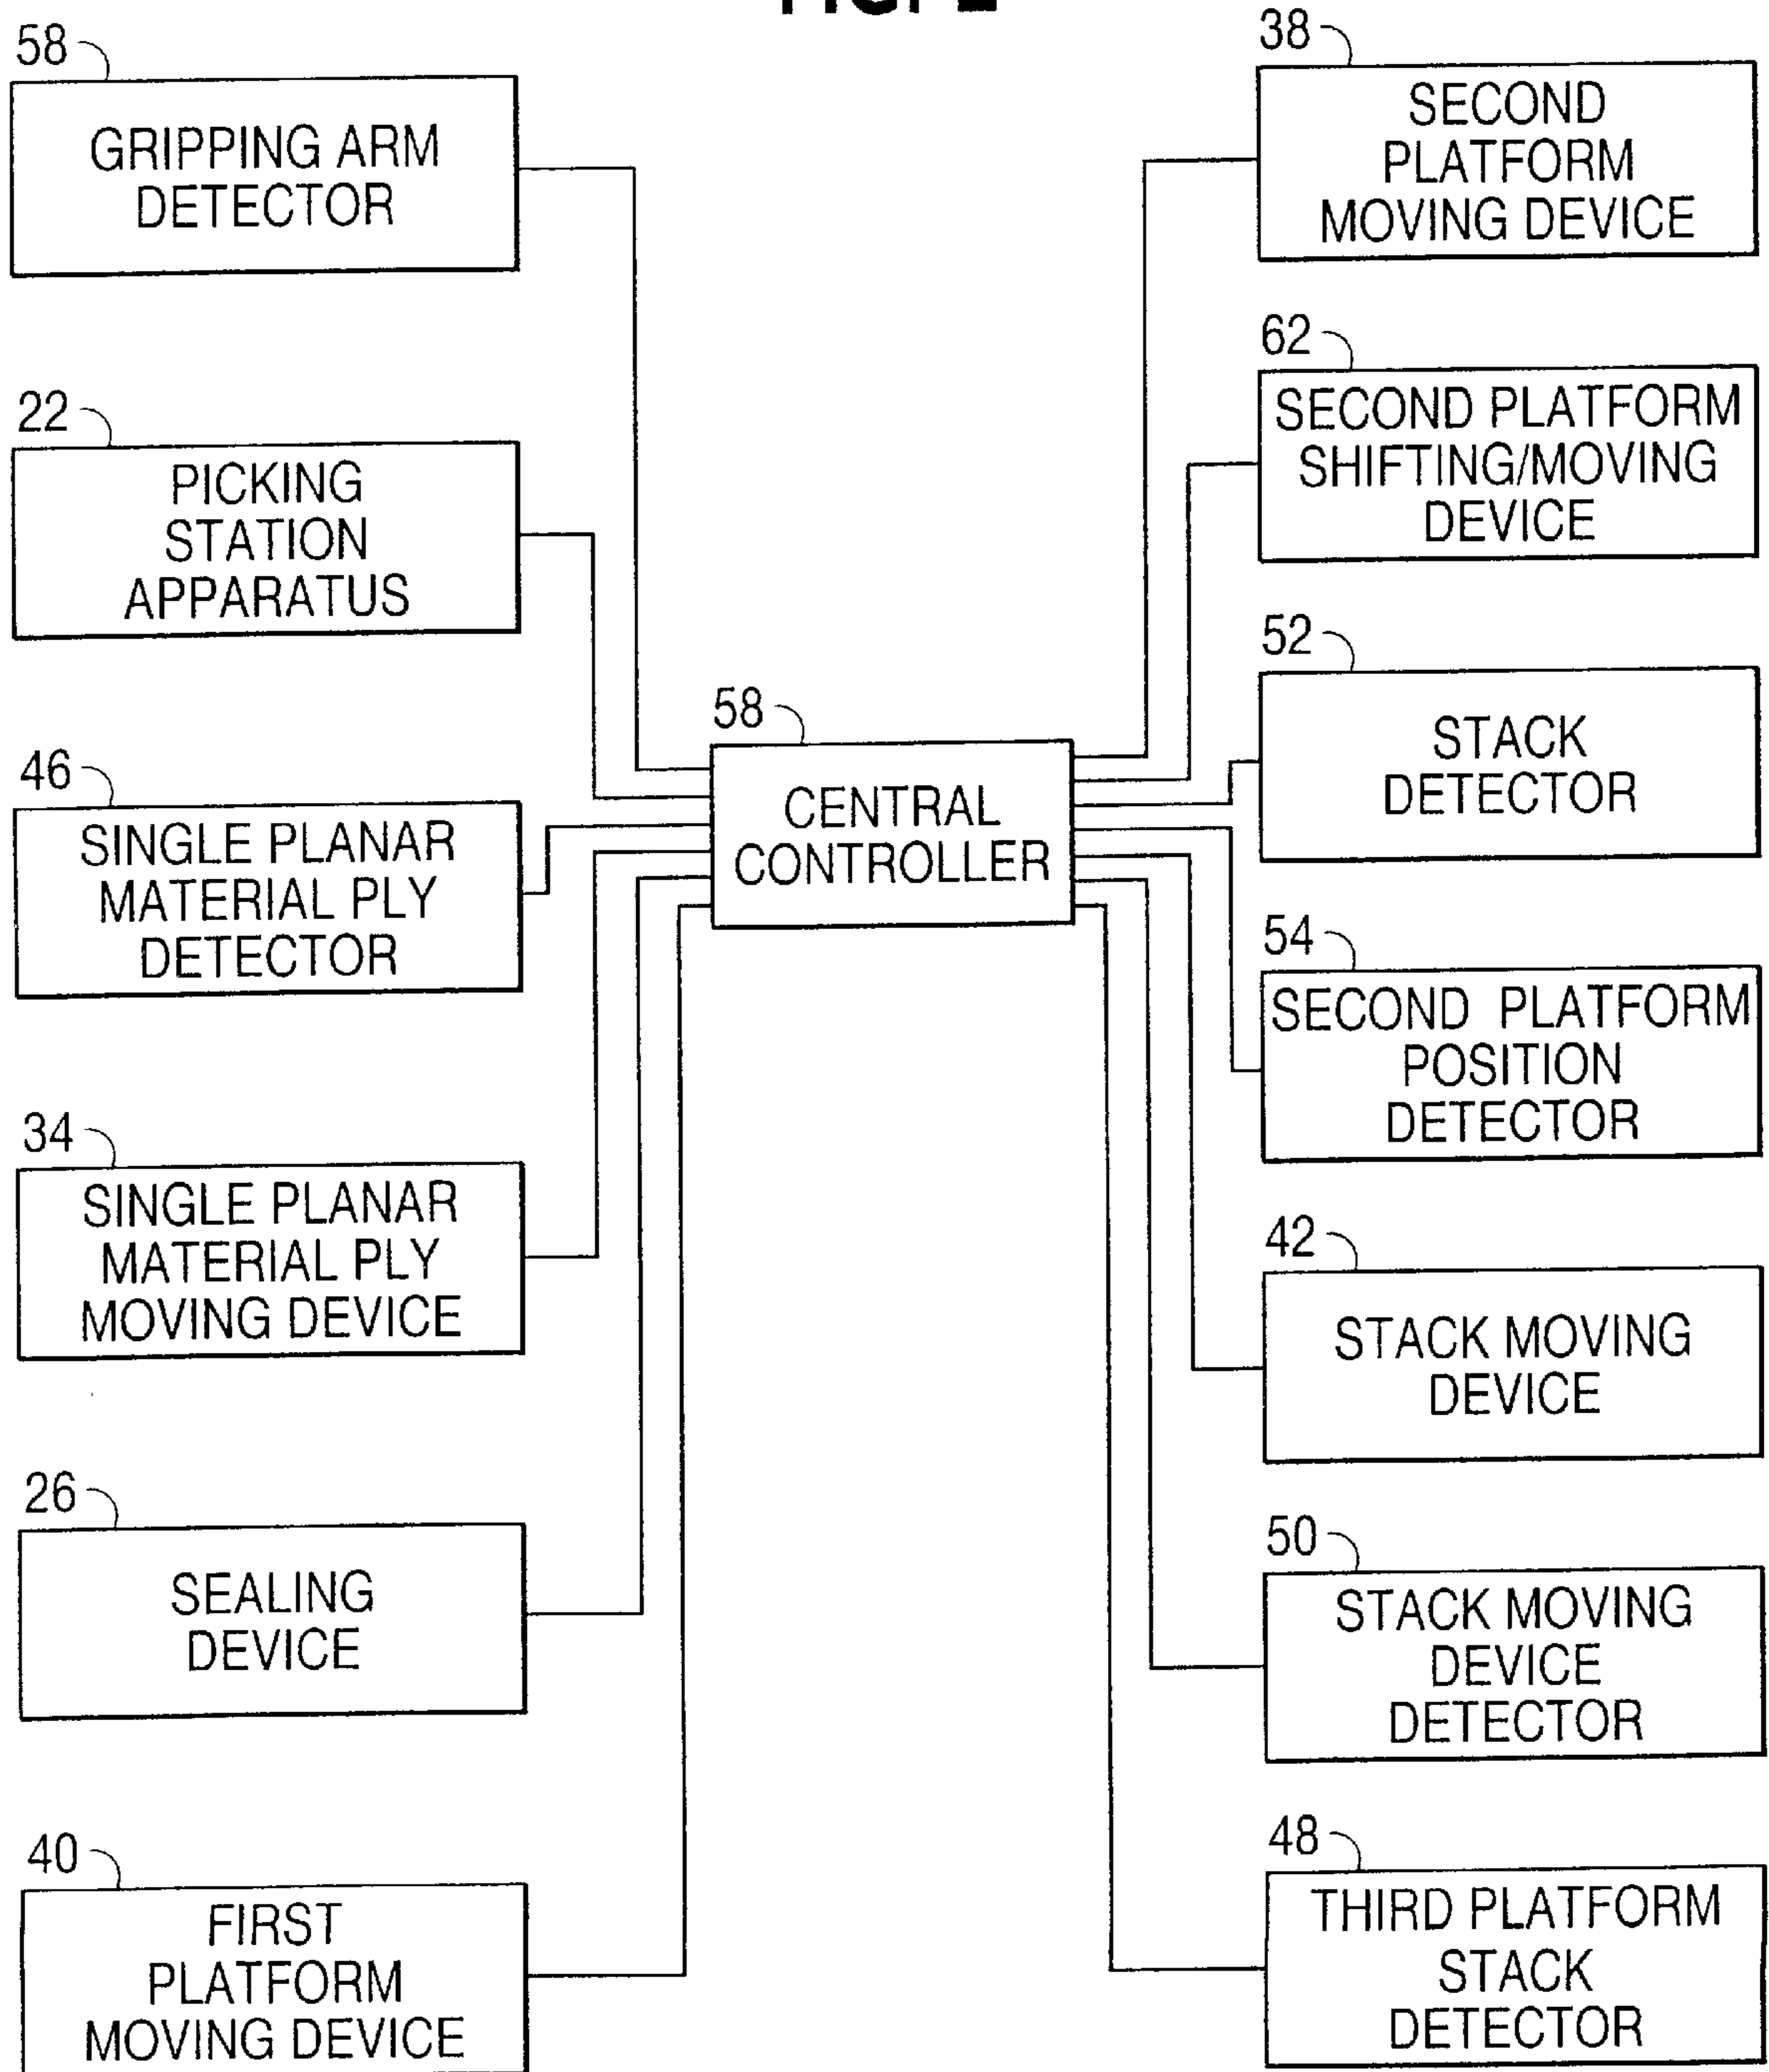 58
GRIPPING ARM
DETECTOR
22
PICKING
STATION
APPARATUS
46
SINGLE PLANAR
MATERIAL PLY
DETECTOR
34
SINGLE PLANAR
MATERIAL PLY
MOVING DEVICE
26
SEALING
DEVICE
40
FIRST
PLATFORM
MOVING DEVICE
58
CENTRAL
CONTROLLER
38
SECOND
PLATFORM
MOVING DEVICE
62
SECOND PLATFORM
SHIFTING/MOVING
DEVICE
52
STACK
DETECTOR
54
SECOND PLATFORM
POSITION
DETECTOR
42
STACK MOVING
DEVICE
50
STACK MOVING
DEVICE
DETECTOR
48
THIRD PLATFORM
STACK
DETECTOR